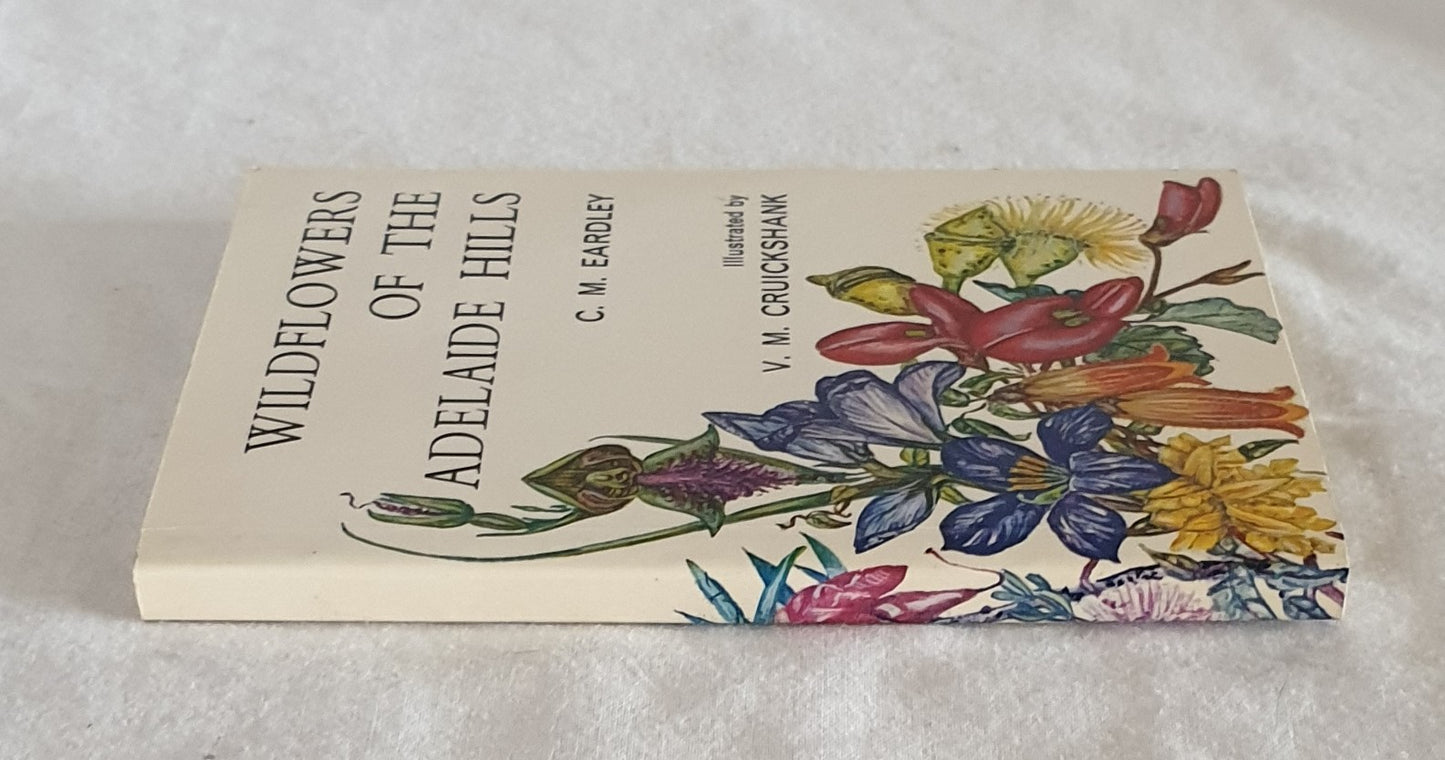 WILDFLOWERS
OF THE
ADELAIDE HILLS
C. M. EARDLEY
Illustrated by
V. M. CRUICKSHANK